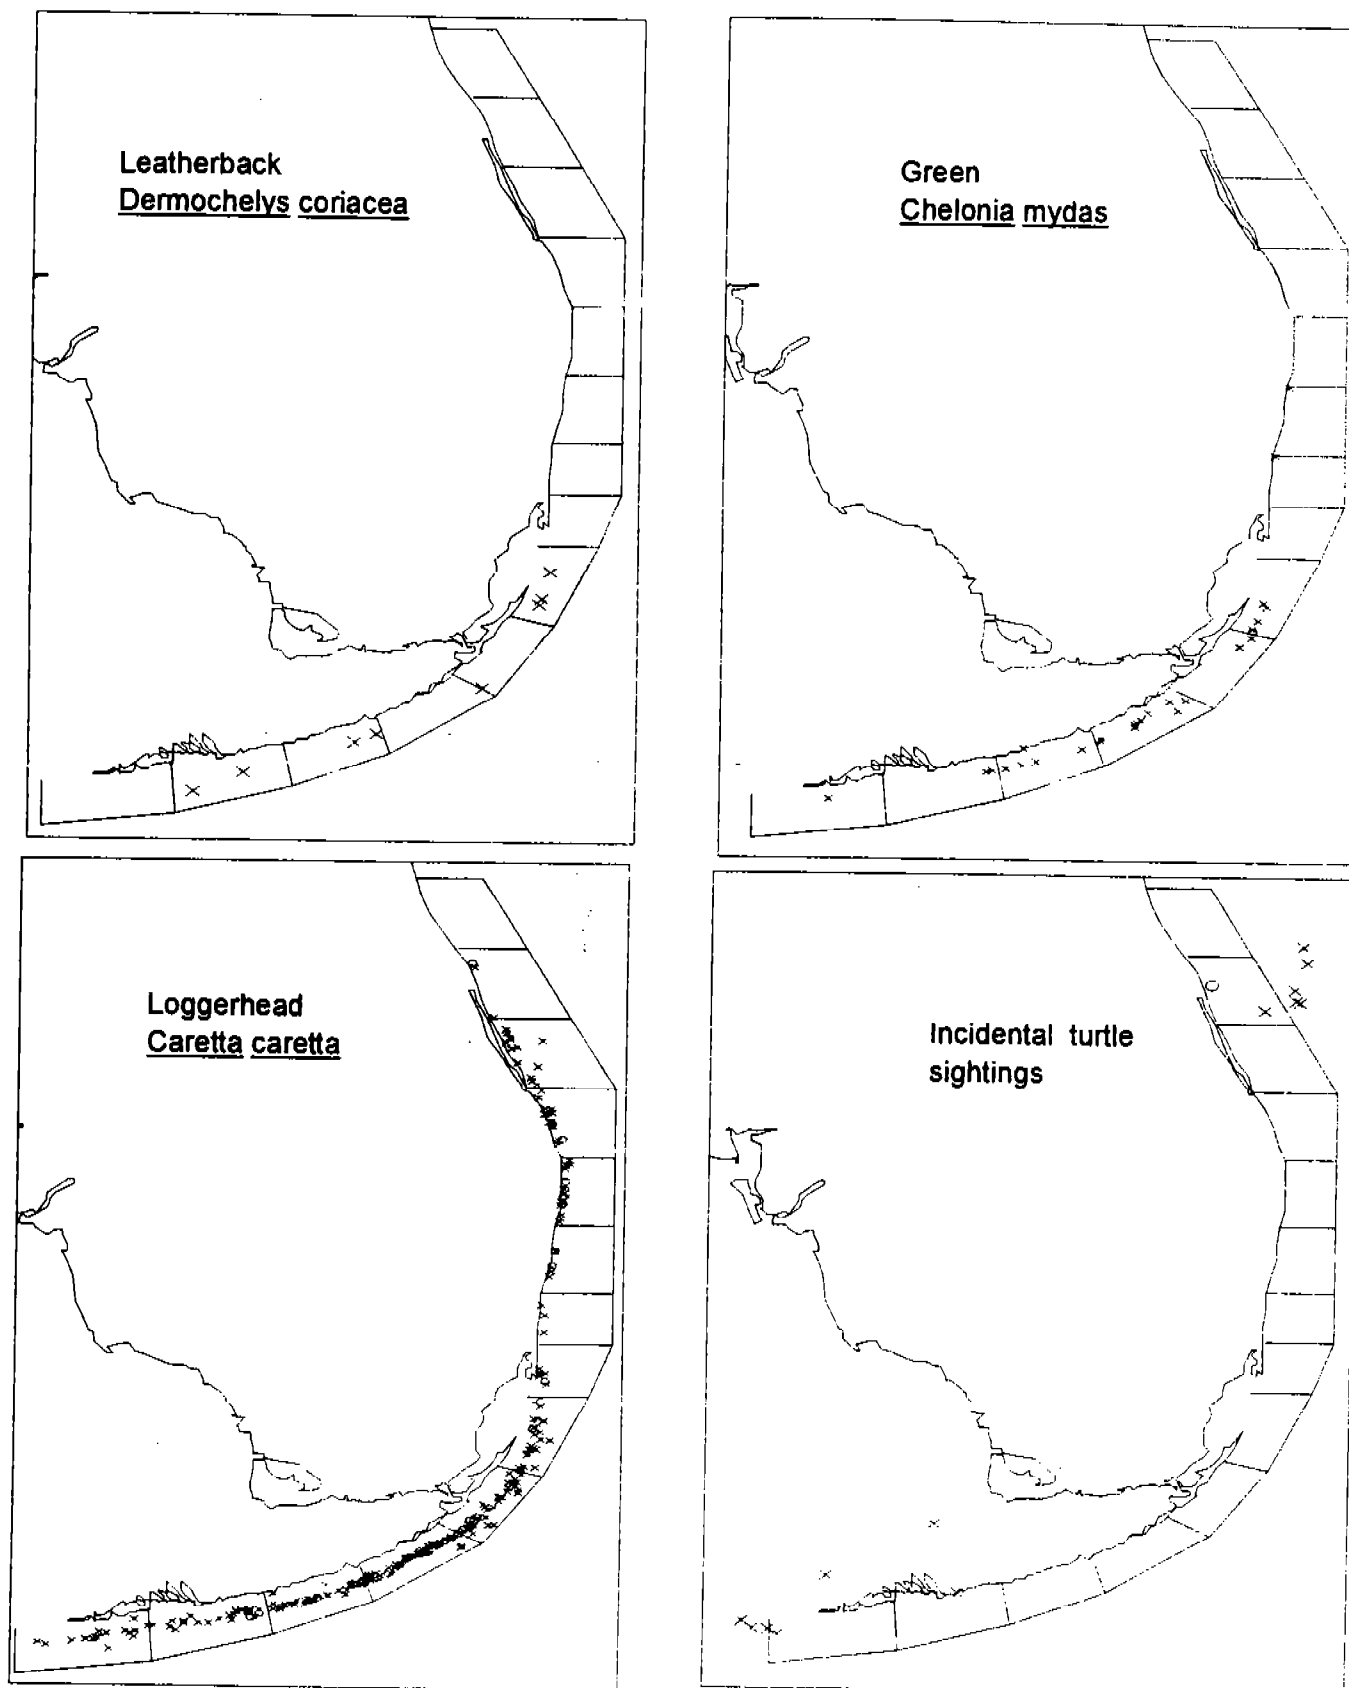 Leatherback
Dermochelys coriacea
Green
Chelonia mydas
Loggerhead
Caretta caretta
Incidental turtle
sightings